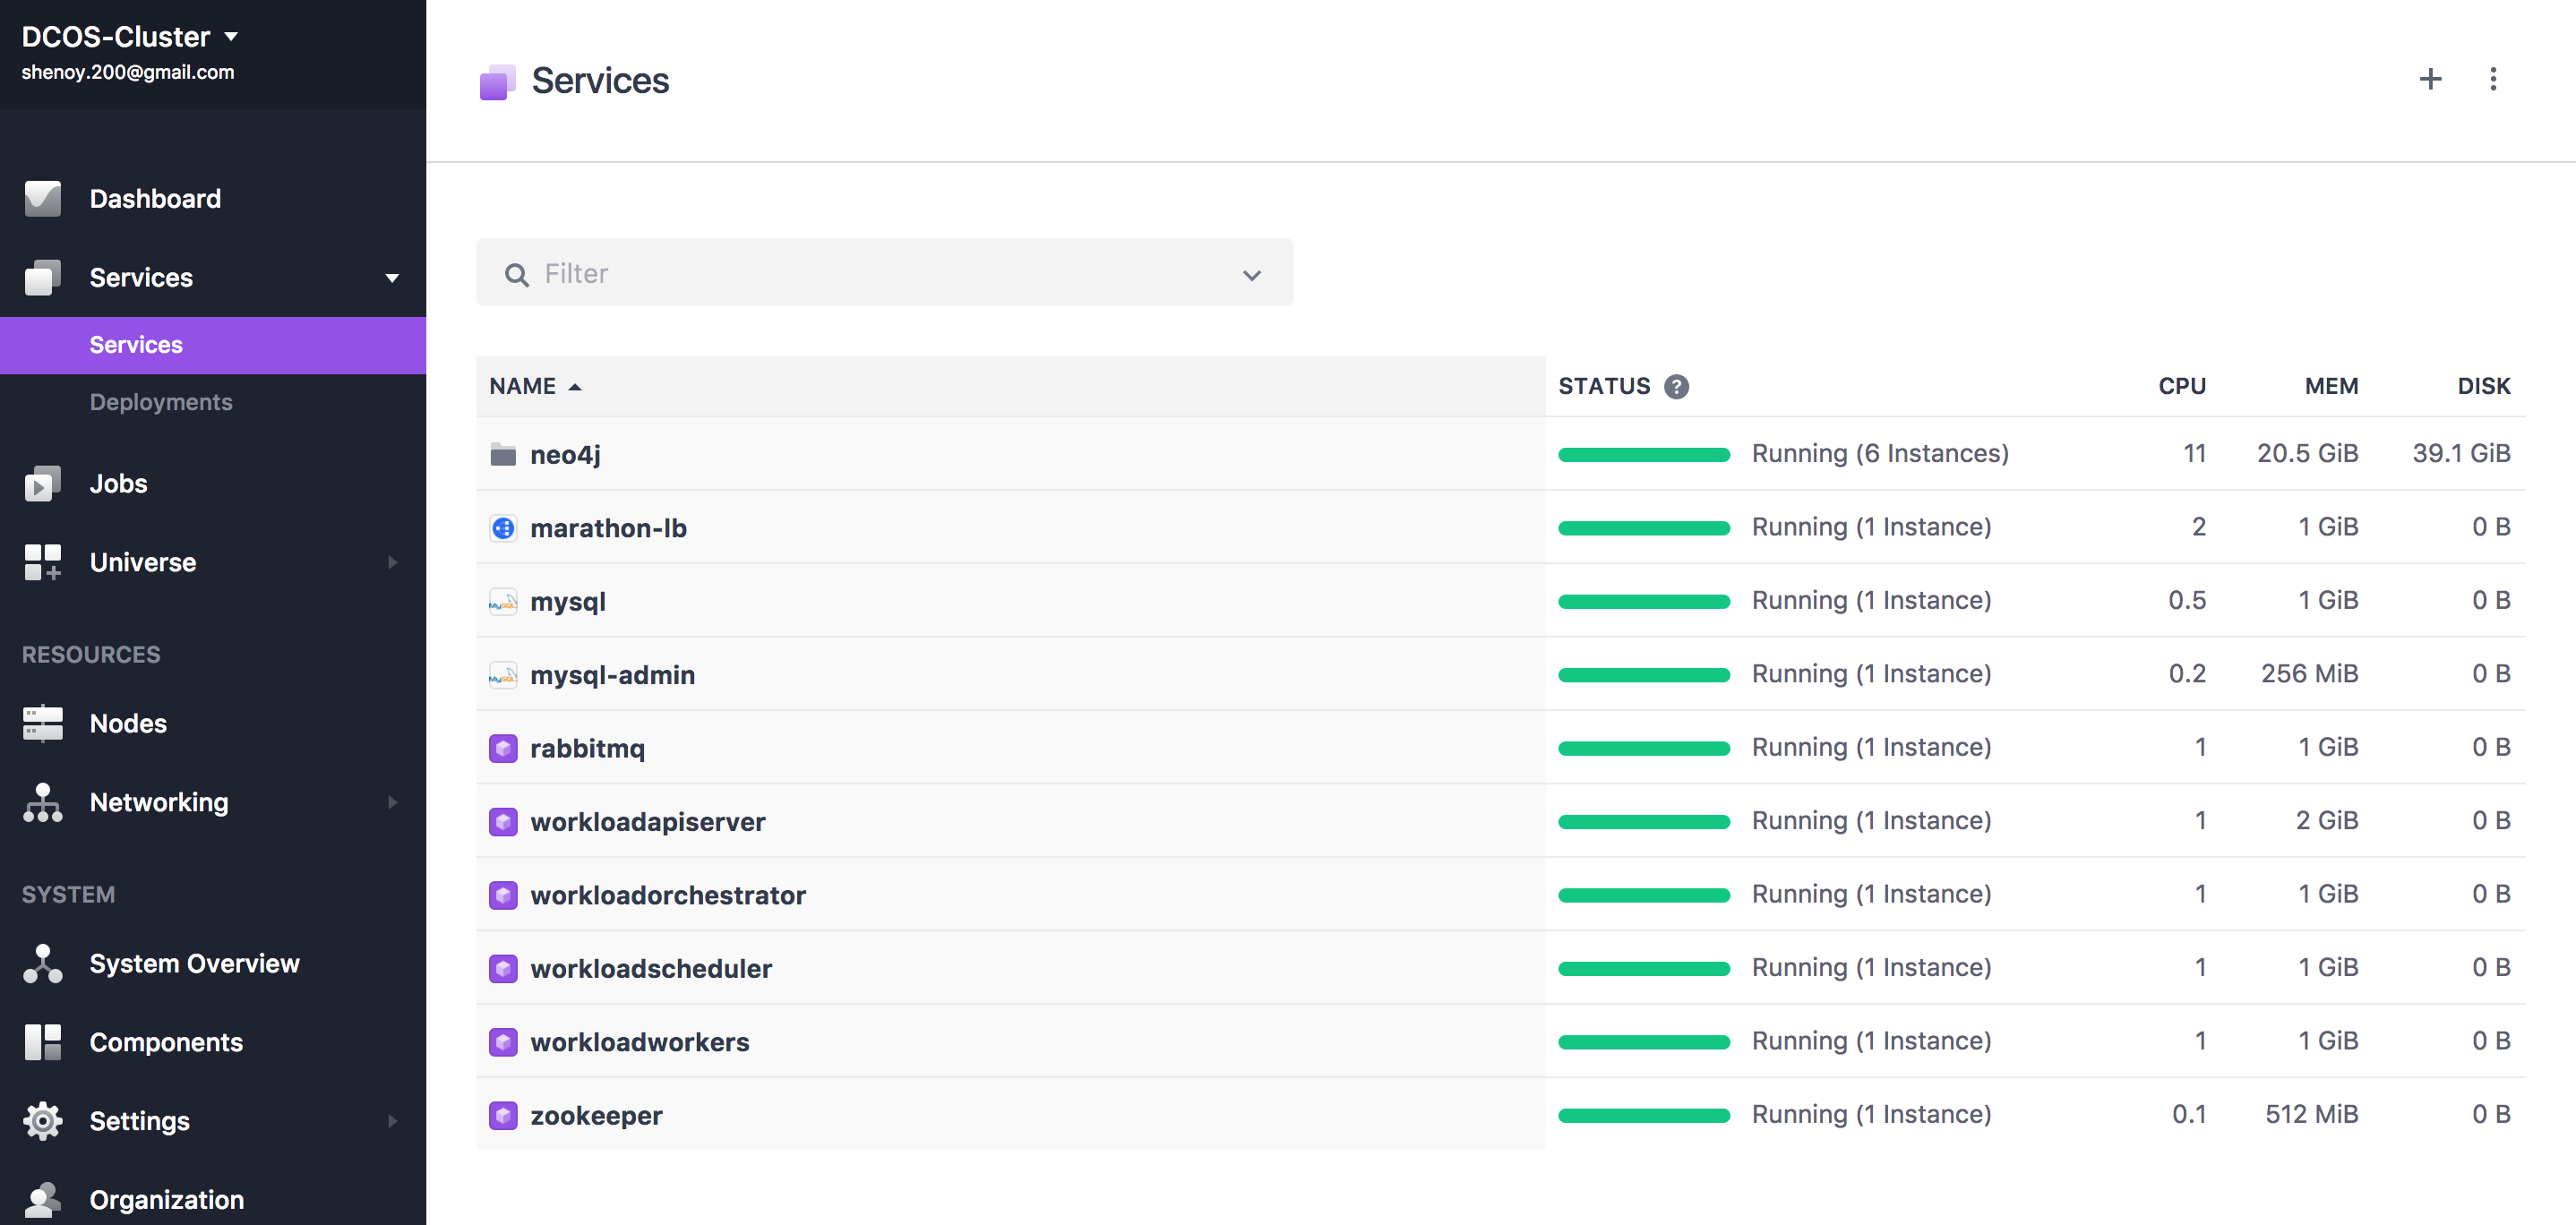 DCOS-Cluster
shenoy.200@gmail.com
Dashboard
Services
Services
Deployments
Jobs
Universe
RESOURCES
Nodes
Networking
SYSTEM
System Overview
Components
Settings
Organization
Services
Filter
NAME STATUS ? CPU MEM DISK
neo4j Running (6 Instances) 11 20.5 GiB 39.1 GiB
marathon-lb Running (1 Instance) 2 1 GiB 0 B
MySQL mysql Running (1 Instance) 0.5 1 GiB 0 B
MySQL mysql-admin Running (1 Instance) 0.2 256 MiB 0 B
rabbitmq Running (1 Instance) 1 1 GiB 0 B
workloadapiserver Running (1 Instance) 1 2 GiB 0 B
workloadorchestrator Running (1 Instance) 1 1 GiB 0 B
workloadscheduler Running (1 Instance) 1 1 GiB 0 B
workloadworkers Running (1 Instance) 1 1 GiB 0 B
zookeeper Running (1 Instance) 0.1 512 MiB 0 B